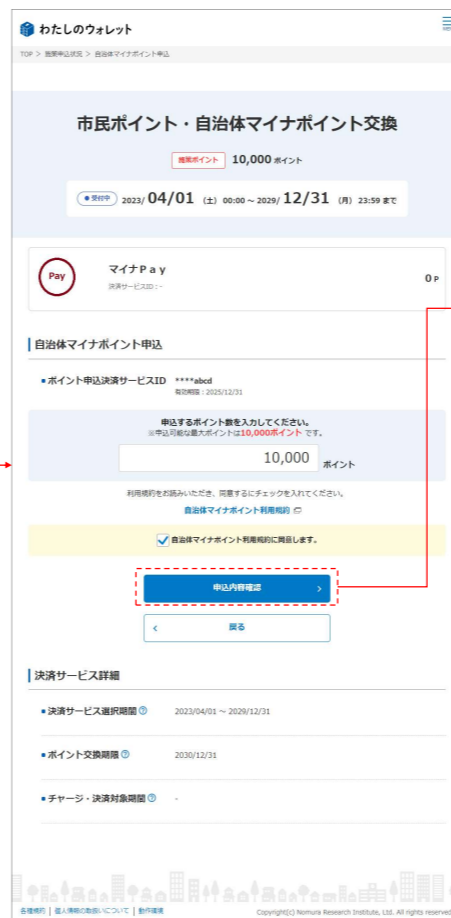 わたしのウォレット
TOP > 施策申込状況 > 自治体マイナポイント申込
市民ポイント・自治体マイナポイント交換
施策ポイント 10,000 ポイント
●受付中 2023/ 04/01 (土) 00:00 ~ 2029/ 12/31 (月) 23:59 まで
Pay
マイナPay
決済サービスID:-
0 P
自治体マイナポイント申込
ポイント申込決済サービスID ****abcd
有効期限:2025/12/31
申込するポイント数を入力してください。
※申込可能な最大ポイントは10,000ポイント です。
10,000 ポイント
利用規約をお読みいただき、同意するにチェックを入れてください。
自治体マイナポイント利用規約
自治体マイナポイント利用規約に同意します。
申込内容確認 >
< 戻る
決済サービス詳細
決済サービス選択期間 ? 2023/04/01 ~ 2029/12/31
ポイント交換期限 ? 2030/12/31
チャージ・決済対象期間 ? -
各種規約 | 個人情報の取扱いについて | 動作環境
Copyright(c) Nomura Research Institute, Ltd. All rights reserved